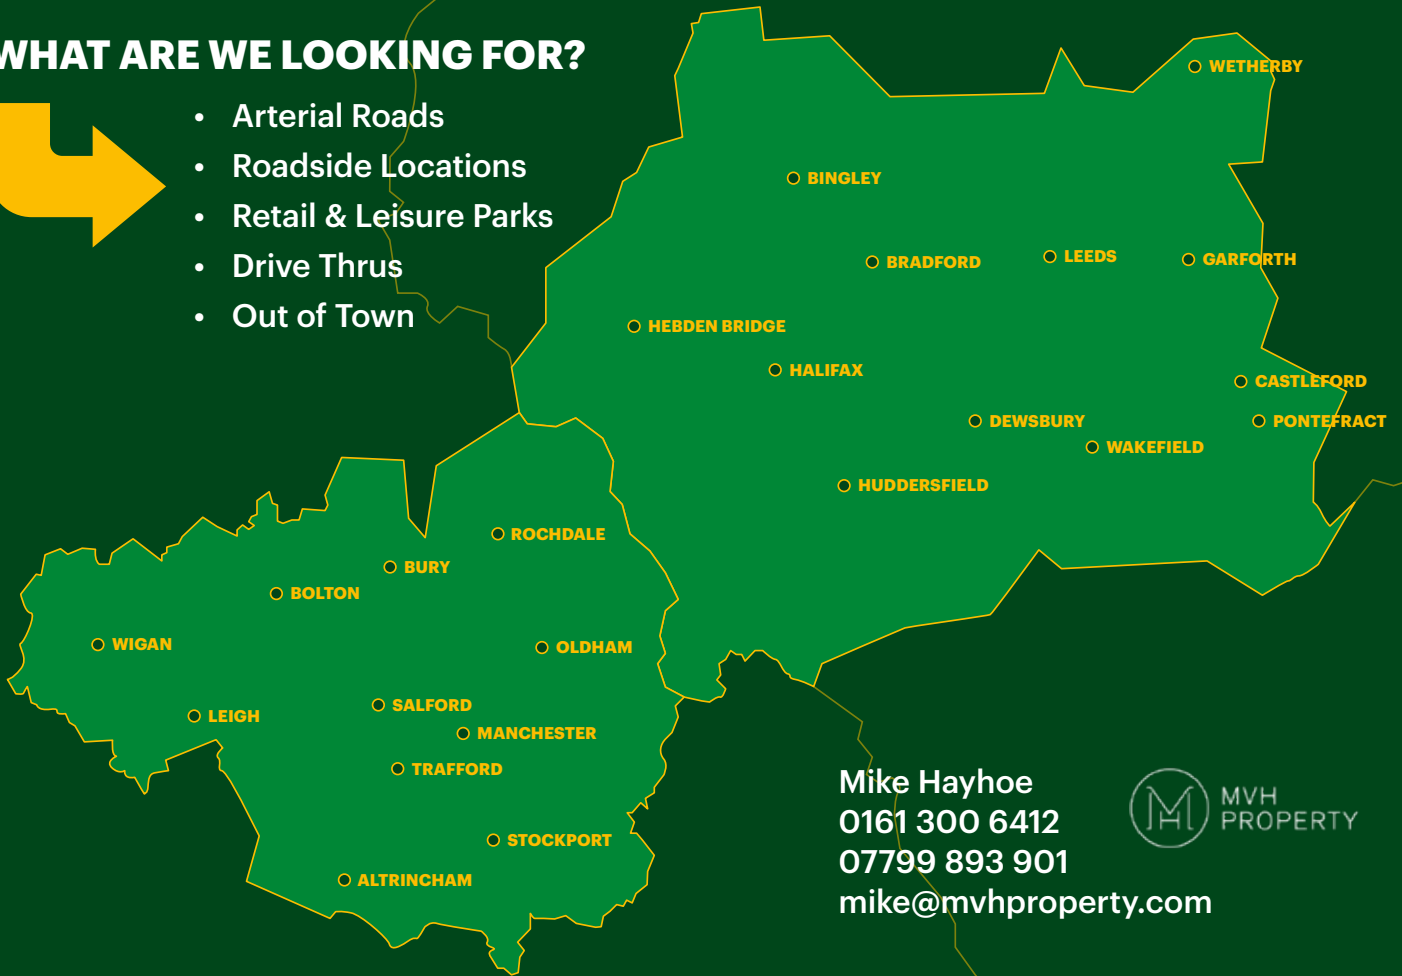 WHAT ARE WE LOOKING FOR?
• Arterial Roads
• Roadside Locations
• Retail & Leisure Parks
• Drive Thrus
• Out of Town
WETHERBY
BINGLEY
BRADFORD
LEEDS
GARFORTH
HEBDEN BRIDGE
HALIFAX
CASTLEFORD
DEWSBURY
PONTEFRACT
WAKEFIELD
HUDDERSFIELD
ROCHDALE
BURY
BOLTON
WIGAN
OLDHAM
SALFORD
LEIGH
MANCHESTER
TRAFFORD
STOCKPORT
ALTRINCHAM
Mike Hayhoe
0161 300 6412
07799 893 901
mike@mvhproperty.com
MVH
PROPERTY